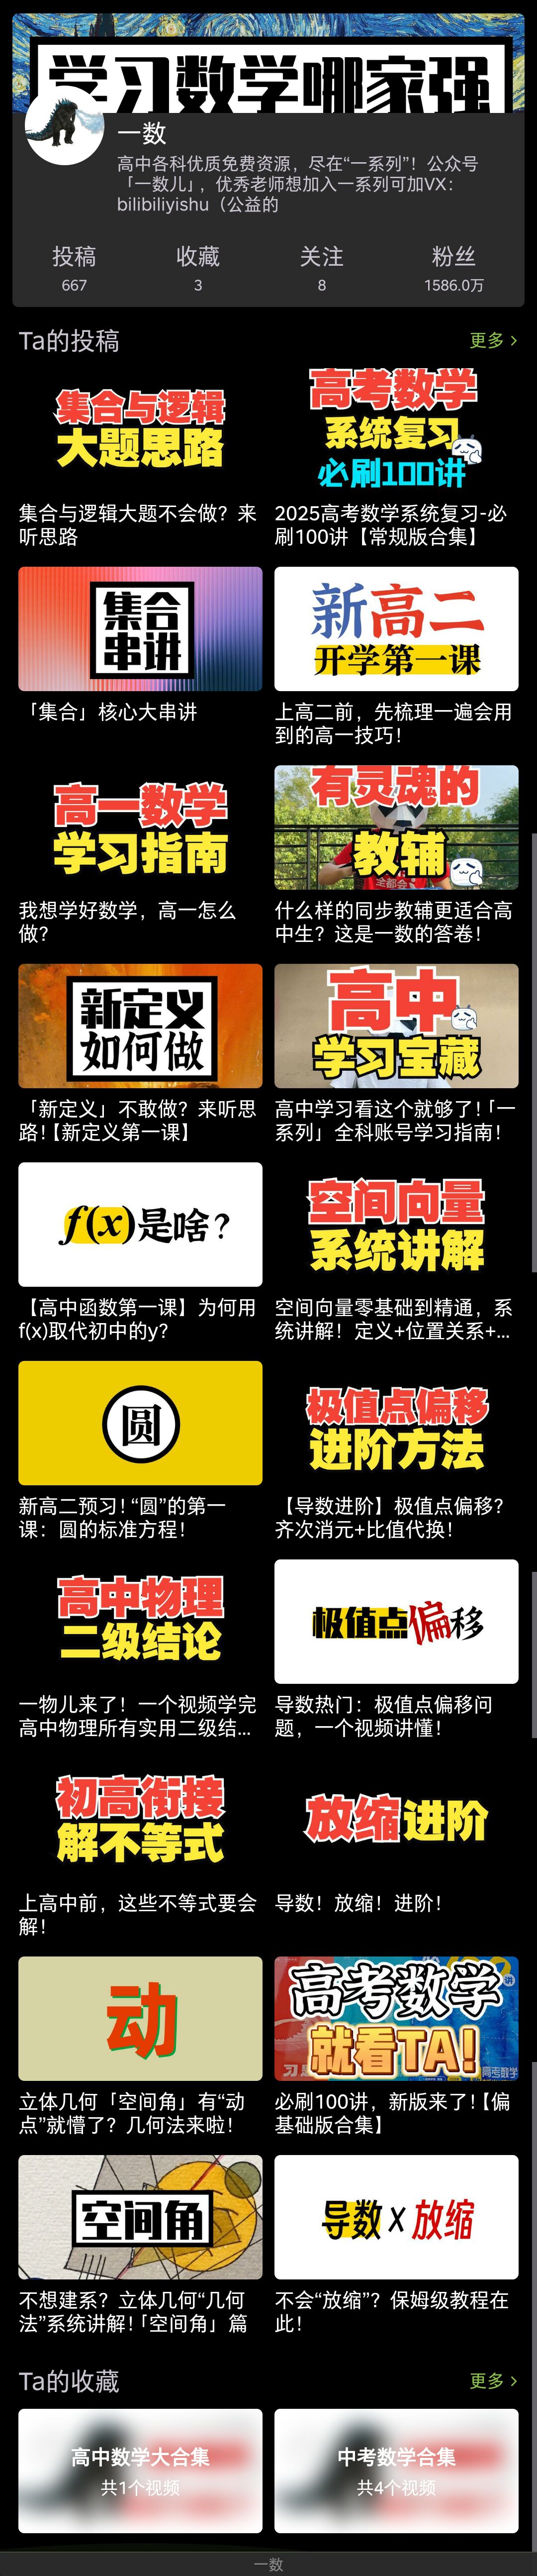 学习数学哪家强
一数
高中各科优质免费资源，尽在“一系列”！公众号
「一数儿」，优秀老师想加入一系列可加VX：
bilibiliyishu（公益的
投稿 收藏 关注 粉丝
667 3 8 1586.0万
Ta的投稿 更多
集合与逻辑
大题思路
集合与逻辑大题不会做？来
听思路
高考数学
系统复习
必刷100讲
2025高考数学系统复习-必
刷100讲【常规版合集】
集合
串讲
「集合」核心大串讲
新高二
开学第一课
上高二前，先梳理一遍会用
到的高一技巧！
高一数学
学习指南
我想学好数学，高一怎么
做？
有灵魂的
教辅
什么样的同步教辅更适合高
中生？这是一数的答卷！
新定义
如何做
「新定义」不敢做？来听思
路！【新定义第一课】
高中
学习宝藏
高中学习看这个就够了！「一
系列」全科账号学习指南！
f(x)是啥？
【高中函数第一课】为何用
f(x)取代初中的y？
空间向量
系统讲解
空间向量零基础到精通，系
统讲解！定义+位置关系+...
圆
新高二预习！“圆”的第一
课：圆的标准方程！
极值点偏移
进阶方法
【导数进阶】极值点偏移？
齐次消元+比值代换！
高中物理
二级结论
一物儿来了！一个视频学完
高中物理所有实用二级结...
极值点偏移
导数热门：极值点偏移问
题，一个视频讲懂！
初高衔接
解不等式
上高中前，这些不等式要会
解！
放缩进阶
导数！放缩！进阶！
动
立体几何「空间角」有“动
点”就懵了？几何法来啦！
高考数学
就看TA！
讲
高考数学
必刷100讲，新版来了！【偏
基础版合集】
空间角
不想建系？立体几何“几何
法”系统讲解！「空间角」篇
导数×放缩
不会“放缩”？保姆级教程在
此！
Ta的收藏 更多
高中数学大合集
共1个视频
中考数学合集
共4个视频
一数